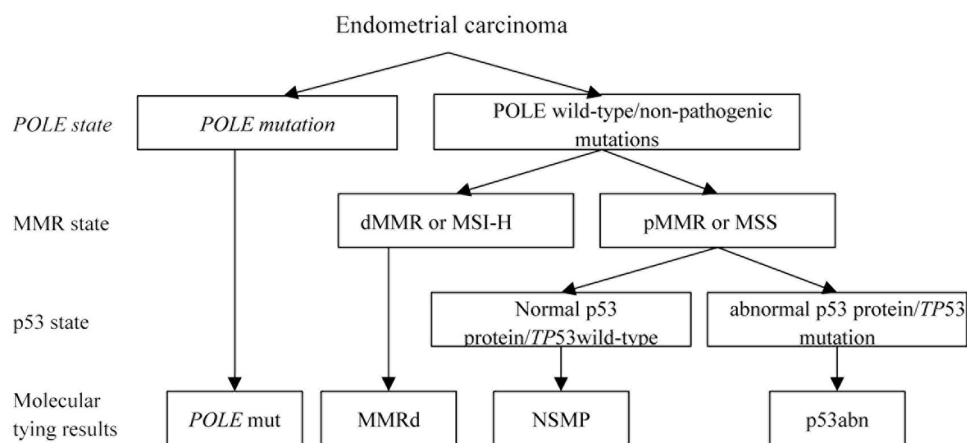 Endometrial carcinoma
POLE state
POLE mutation
POLE wild-type/non-pathogenic
mutations
MMR state
dMMR or MSI-H
pMMR or MSS
p53 state
Normal p53
protein/TP53wild-type
abnormal p53 protein/TP53
mutation
Molecular
tying results
POLE mut
MMRd
NSMP
p53abn